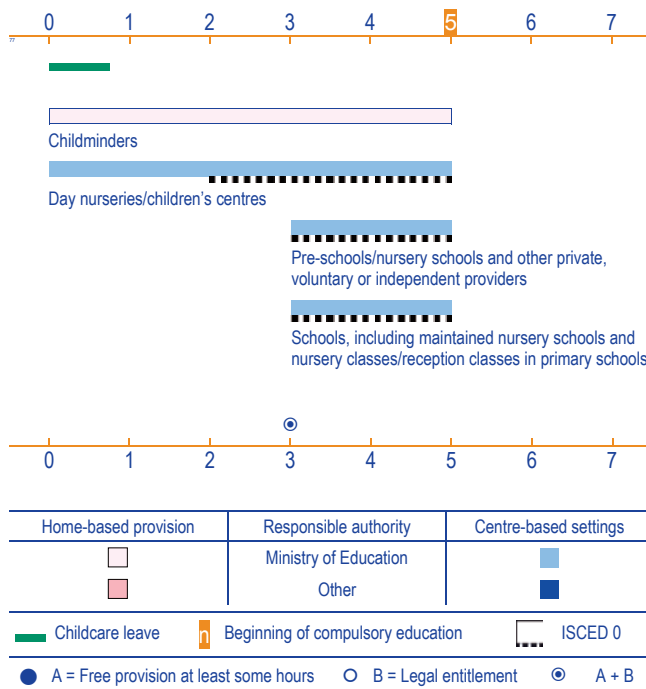 0 1 2 3 4 5 6 7
Childminders
Day nurseries/children's centres
Pre-schools/nursery schools and other private,
voluntary or independent providers
Schools, including maintained nursery schools and
nursery classes/reception classes in primary schools
0 1 2 3 4 5 6 7
Home-based provision Responsible authority Centre-based settings
Ministry of Education
Other
Childcare leave n Beginning of compulsory education ISCED 0
A = Free provision at least some hours B = Legal entitlement A + B